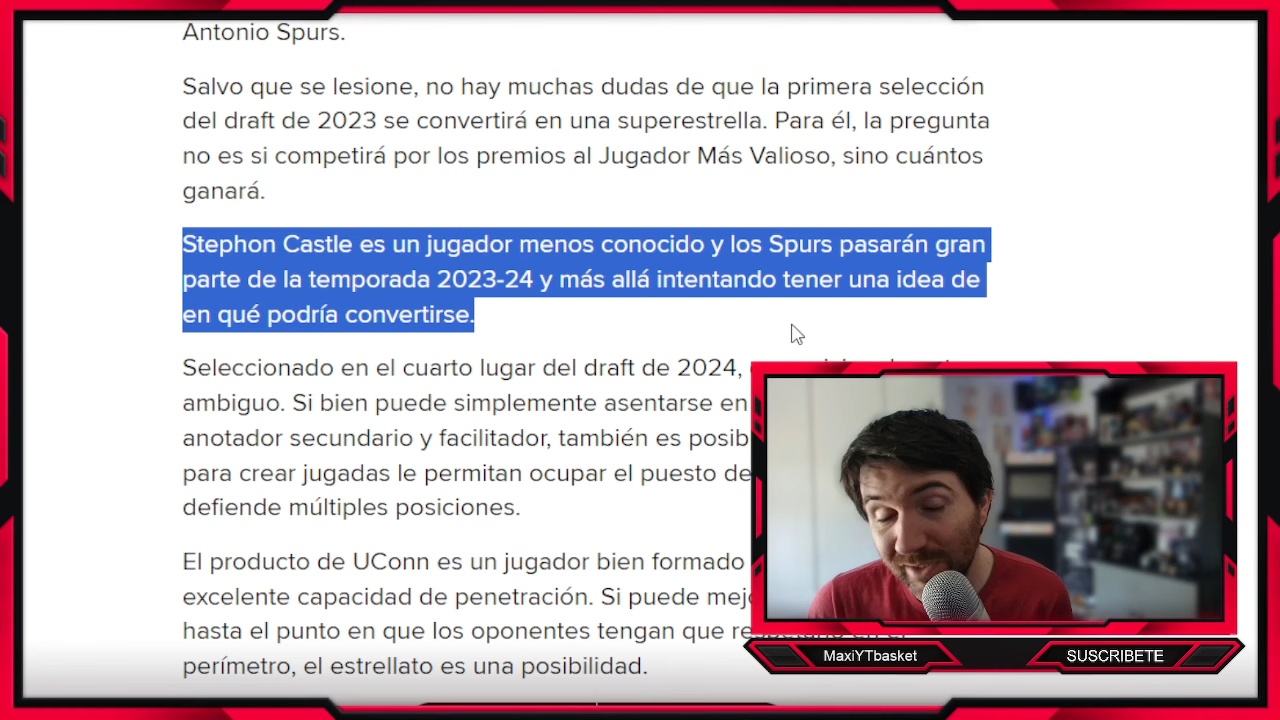 Antonio Spurs.
Salvo que se lesione, no hay muchas dudas de que la primera selección
del draft de 2023 se convertirá en una superestrella. Para él, la pregunta
no es si competirá por los premios al Jugador Más Valioso, sino cuántos
ganará.
Stephon Castle es un jugador menos conocido y los Spurs pasarán gran
parte de la temporada 2023-24 y más allá intentando tener una idea de
en qué podría convertirse.
Seleccionado en el cuarto lugar del draft de 2024,
ambiguo. Si bien puede simplemente asentarse en
anotador secundario y facilitador, también es posib
para crear jugadas le permitan ocupar el puesto de
defiende múltiples posiciones.
El producto de UConn es un jugador bien formado
excelente capacidad de penetración. Si puede mejo
hasta el punto en que los oponentes tengan que
perímetro, el estrellato es una posibilidad.
MaxiYTbasket
SUSCRIBETE